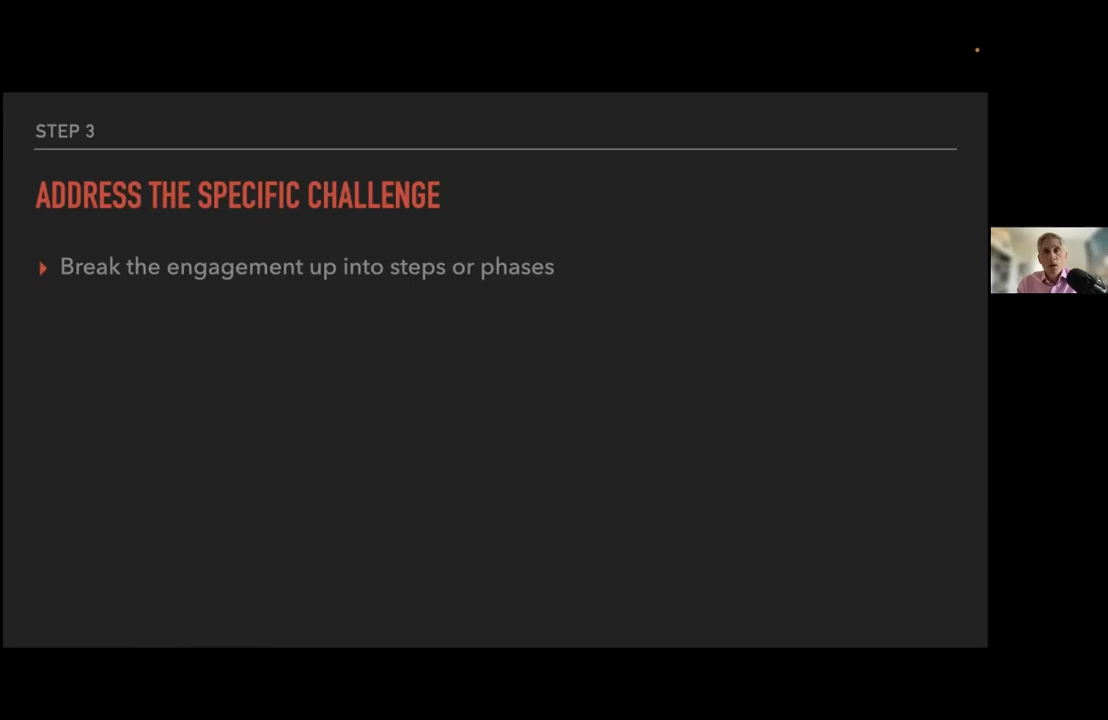 STEP 3
ADDRESS THE SPECIFIC CHALLENGE
Break the engagement up into steps or phases